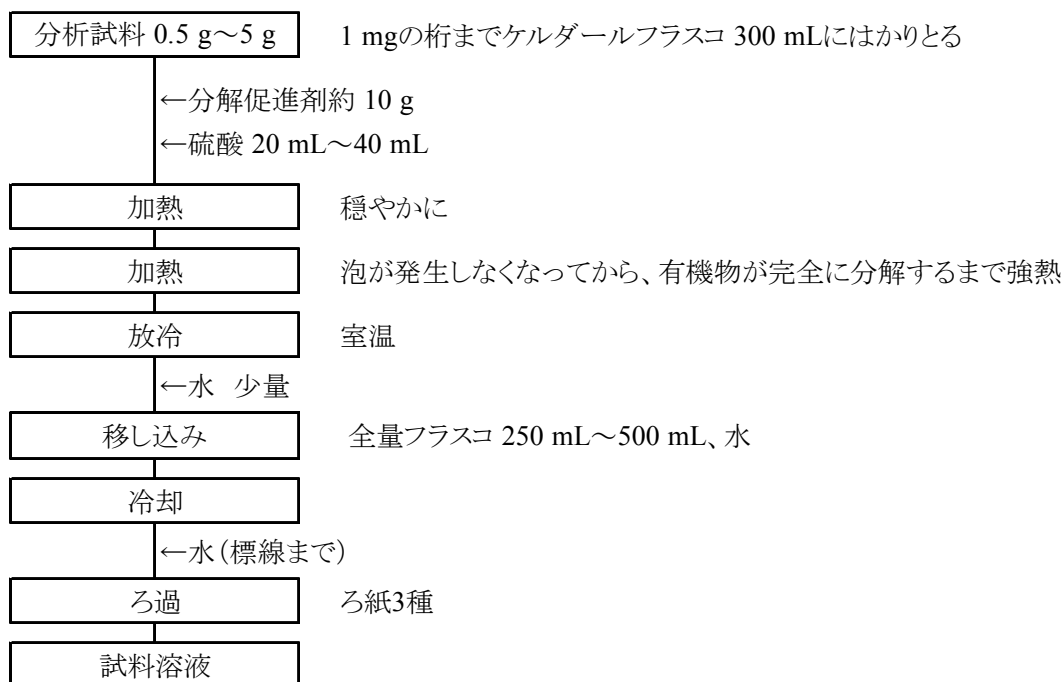 分析試料 0.5 g～5 g 1 mgの桁までケルダールフラスコ 300 mLにはかりとる
←分解促進剤約 10 g
←硫酸 20 mL～40 mL
加熱 穏やかに
加熱 泡が発生しなくなってから、有機物が完全に分解するまで強熱
放冷 室温
←水 少量
移し込み 全量フラスコ 250 mL～500 mL、水
冷却
←水（標線まで）
ろ過 ろ紙3種
試料溶液